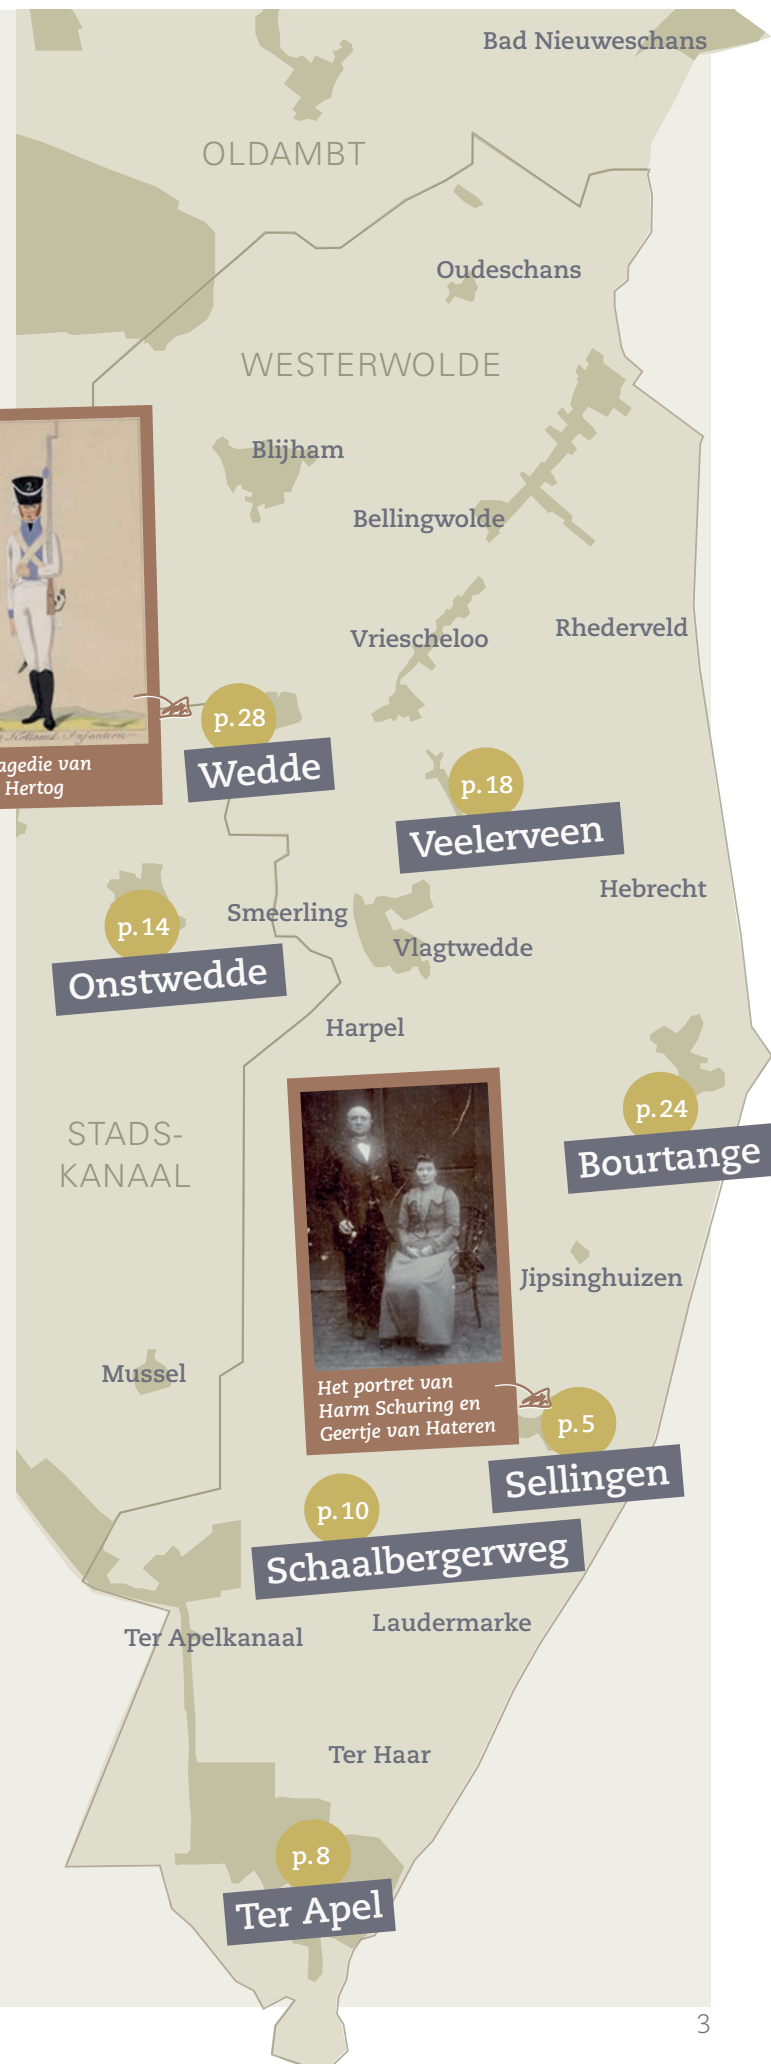 Bad Nieuweschans
OLDAMBT
Oudeschans
WESTERWOLDE
Blijham
Bellingwolde
Vriescheloo
Rhederveld
2
Infanterie
agedie van
Hertog
p.28
Wedde
p.18
Veelerveen
Hebrecht
p.14
Onstwedde
Smeerling
Vlagtwedde
Harpel
p.24
Bourtange
STADS-
KANAAL
Jipsinghuizen
Mussel
Het portret van
Harm Schuring en
Geertje van Hateren
p.5
Sellingen
p.10
Schaalbergerweg
Laudermarke
Ter Apelkanaal
Ter Haar
p.8
Ter Apel
3